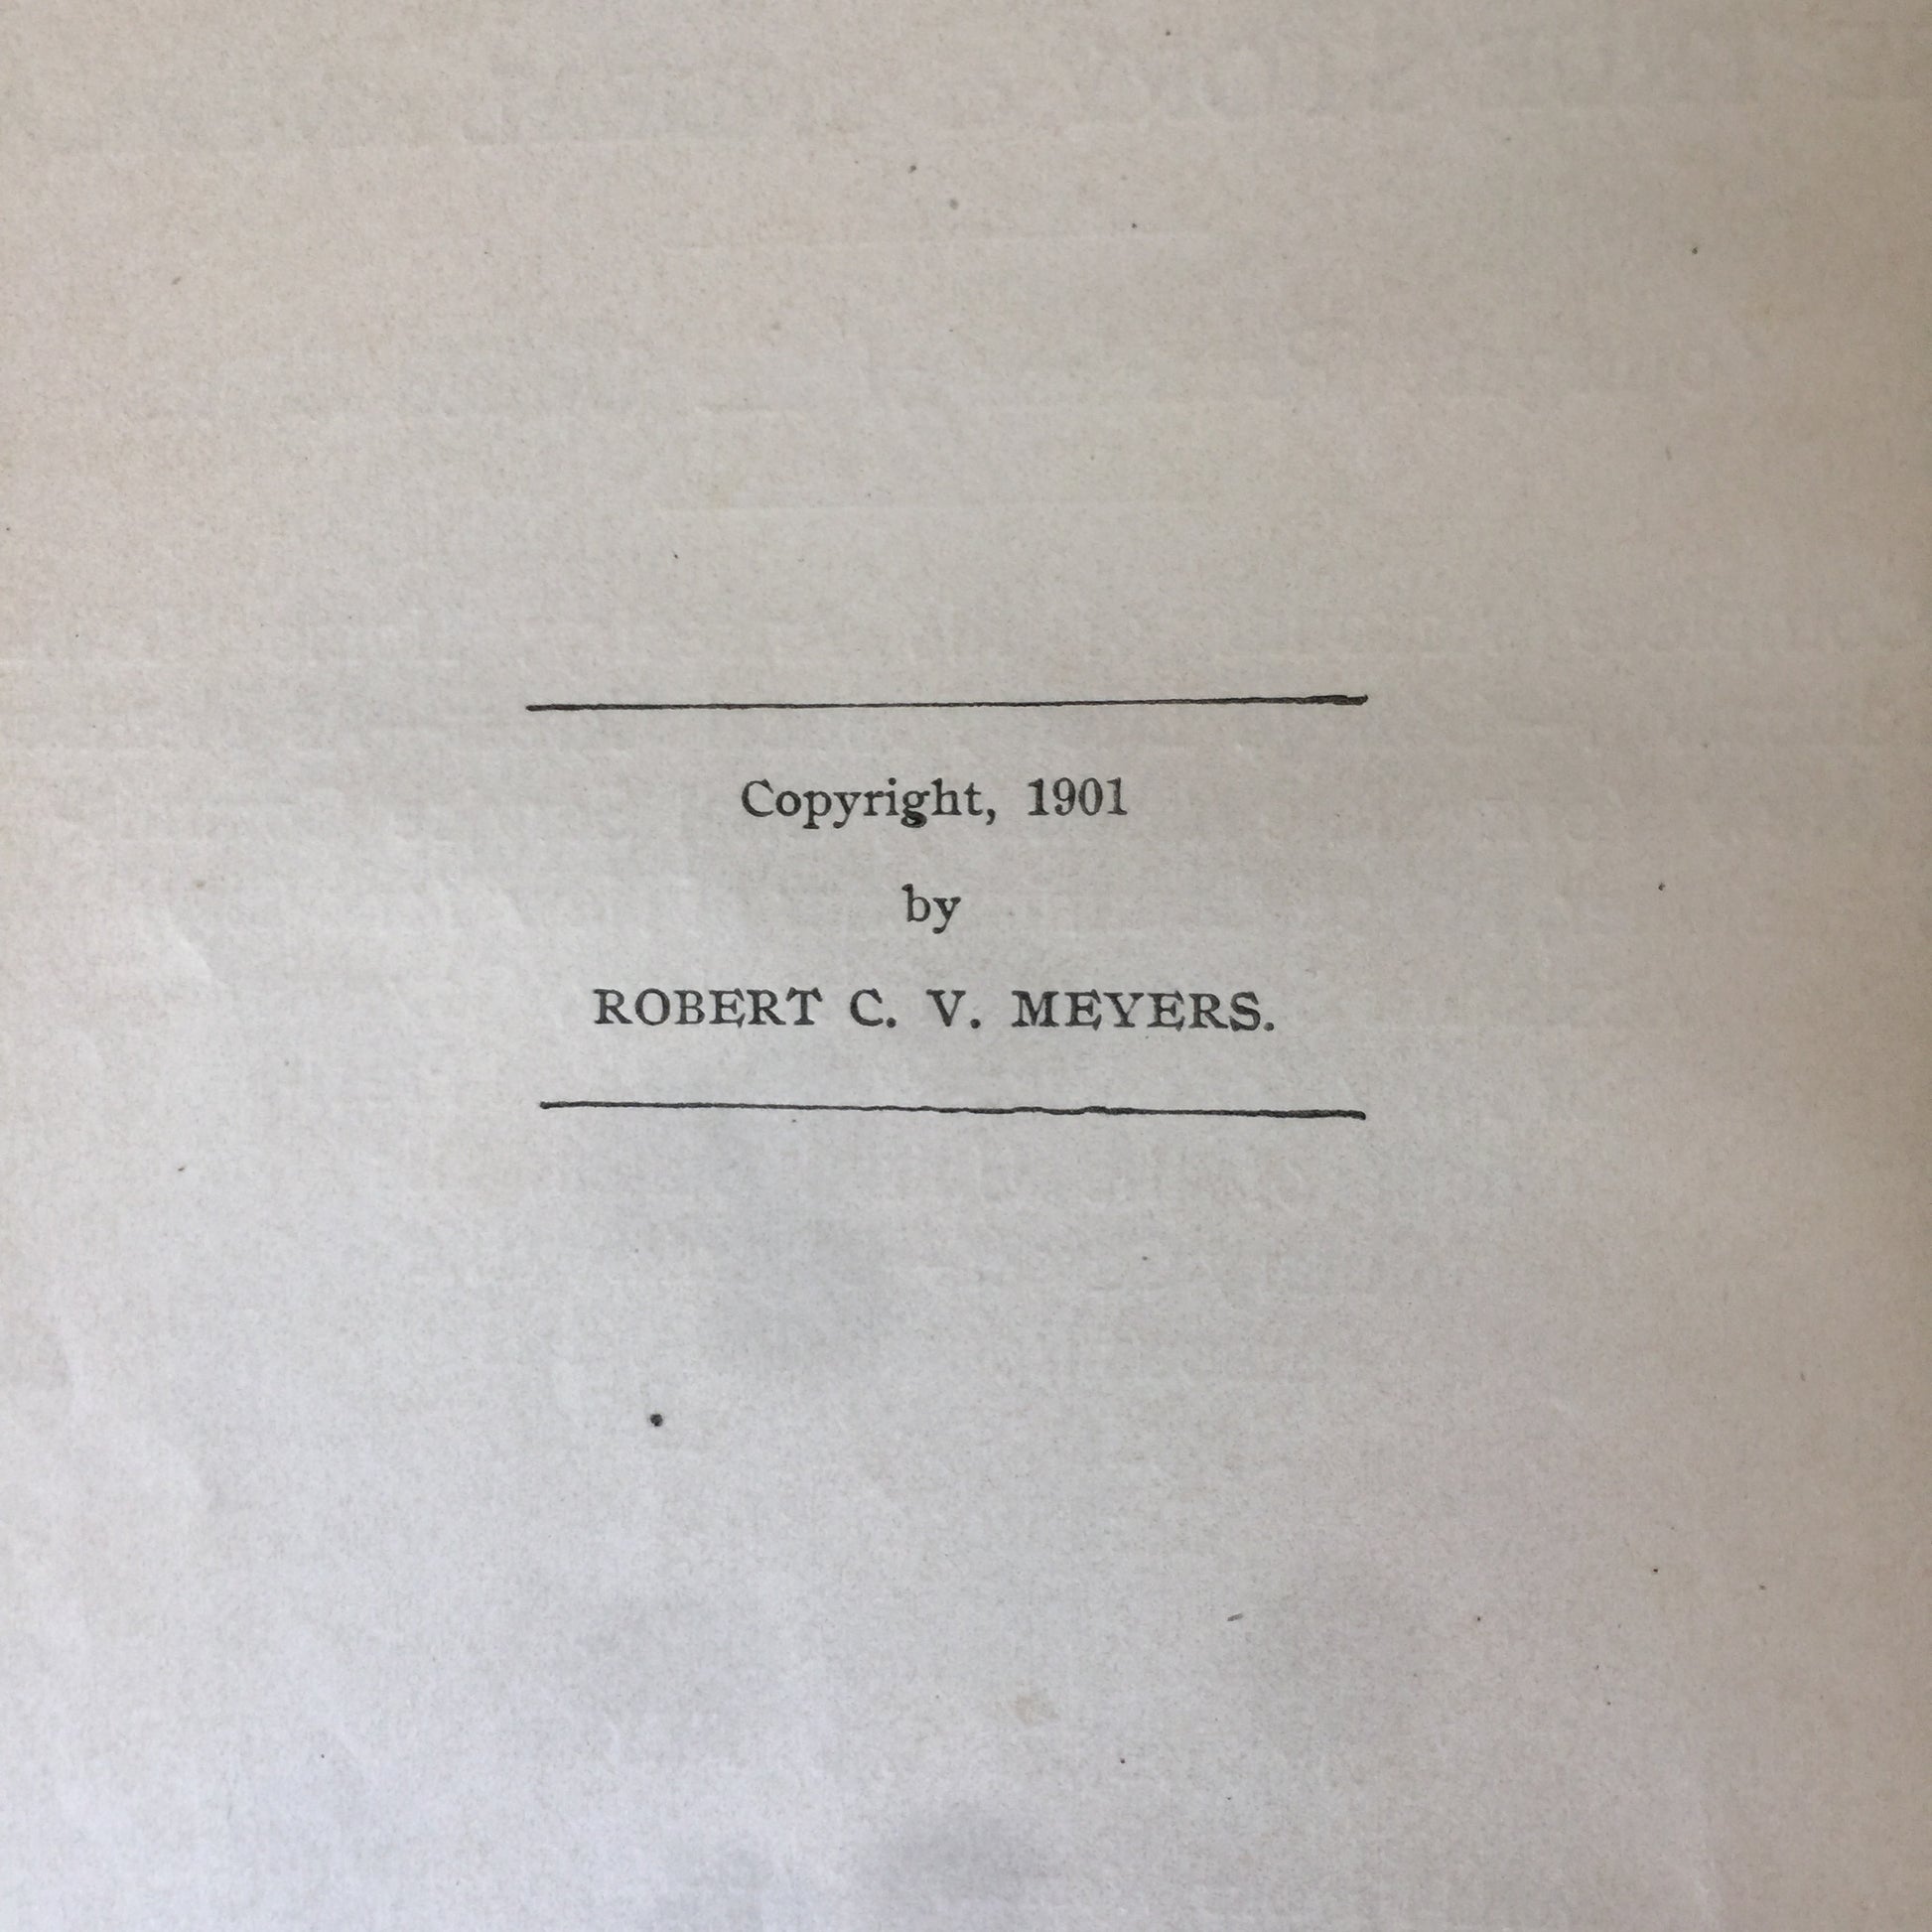 Copyright, 1901
by
ROBERT C. V. MEYERS.